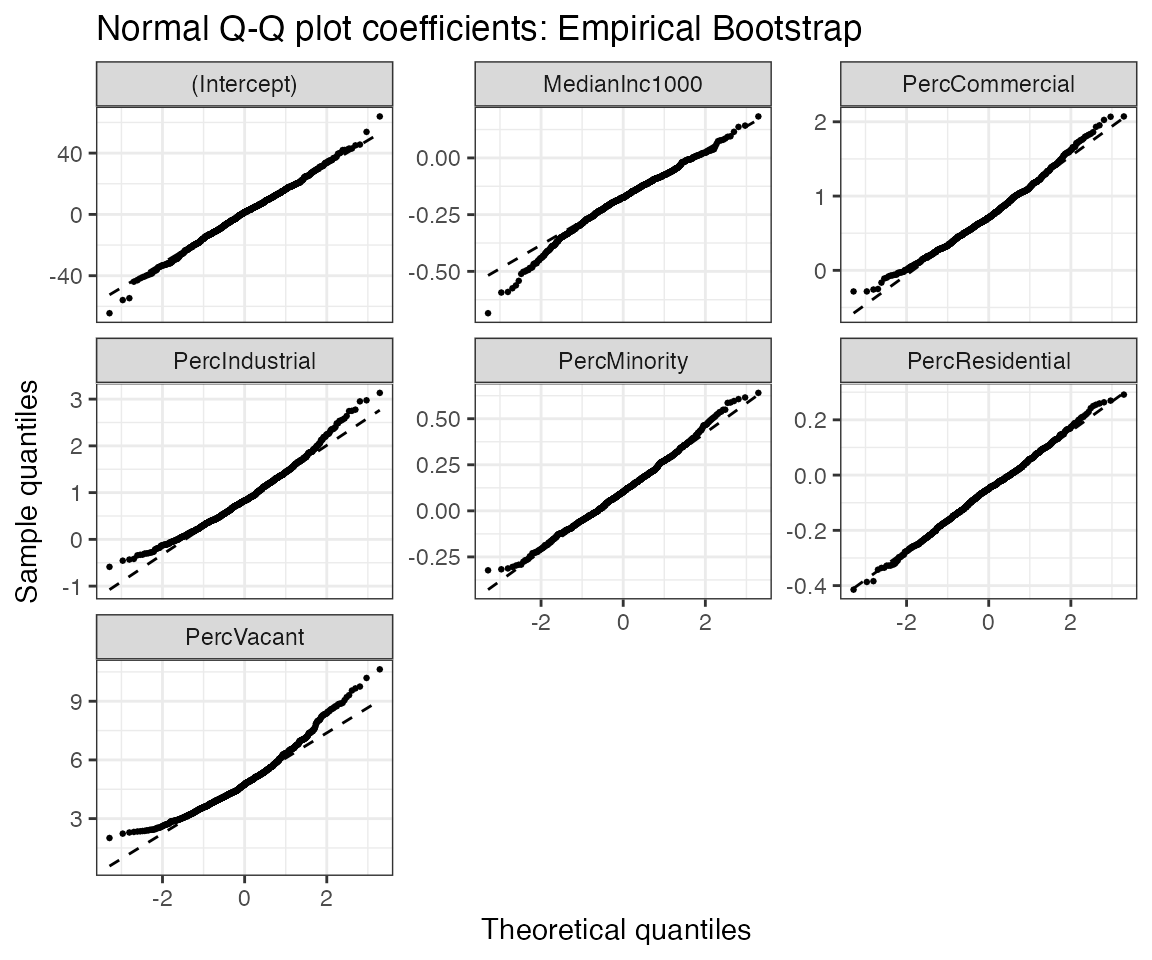 Normal Q-Q plot coefficients: Empirical Bootstrap
(Intercept)
MedianInc1000
PercCommercial
40
0
-40
0.00
-0.25
-0.50
2
1
0
PercIndustrial
PercMinority
PercResidential
3
2
1
0
-1
0.50
0.25
0.00
-0.25
0.2
0.0
-0.2
-0.4
-2 0 2
-2 0 2
PercVacant
9
6
3
-2 0 2
Sample quantiles
Theoretical quantiles